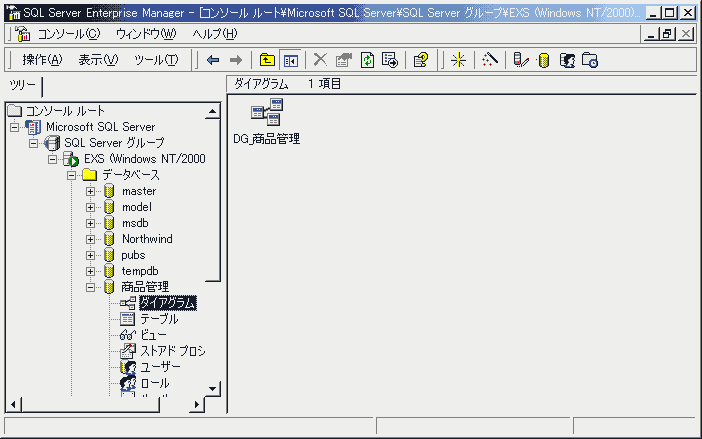 SQL Server Enterprise Manager - [コンソール ルート¥Microsoft SQL Server¥SQL Server グループ¥EXS (Windows NT/2000)...
コンソール(C) ウィンドウ(W) ヘルプ(H)
操作(A) 表示(V) ツール(T)
ツリー
ダイアグラム 1 項目
コンソール ルート
Microsoft SQL Server
SQL Server グループ
EXS (Windows NT/2000
データベース
master
model
msdb
Northwind
pubs
tempdb
商品管理
ダイアグラム
テーブル
ビュー
ストアド プロシ
ユーザー
ロール
DG_商品管理